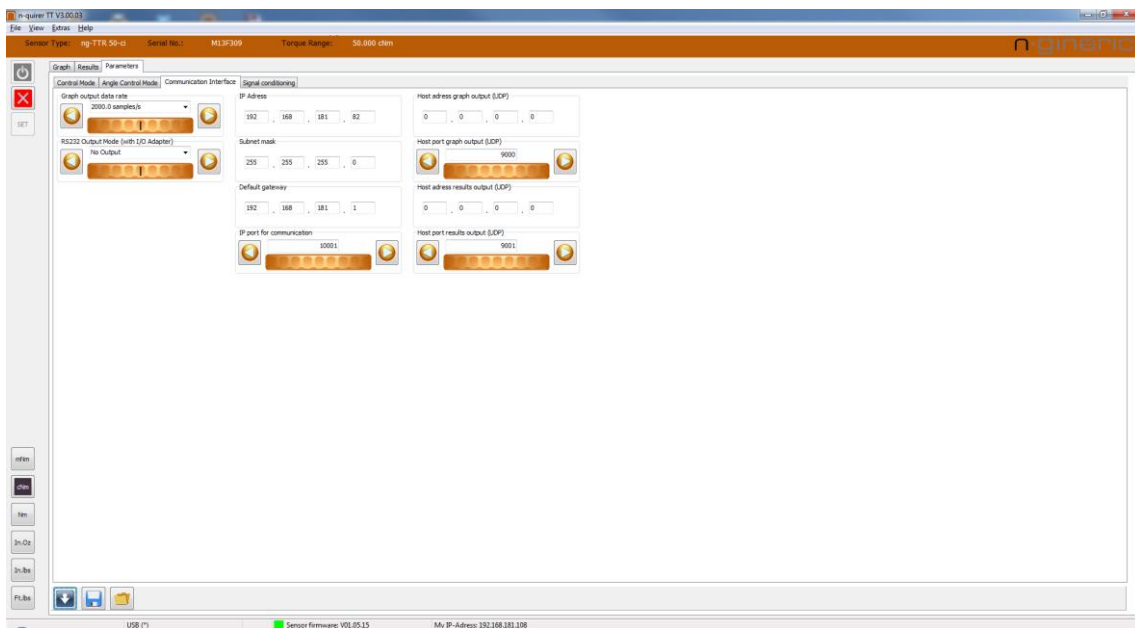 n-quirer TT V3.00.03
File View Extras Help
Sensor Type: ng-TTR 50-ci Serial No.: M13F309 Torque Range: 50.000 cNm
n gineric
Graph Results Parameters
Control Mode Angle Control Mode Communication Interface Signal conditioning
Graph output data rate IP Adress Host adress graph output (UDP)
2000.0 samples/s 192 . 168 . 181 . 82 0 . 0 . 0 . 0
SET
RS232 Output Mode (with I/O Adapter) Subnet mask Host port graph output (UDP)
No Output 255 . 255 . 255 . 0 9000
Default gateway Host adress results output (UDP)
192 . 168 . 181 . 1 0 . 0 . 0 . 0
IP port for communication Host port results output (UDP)
10001 9001
mNm
cNm
Nm
In.Oz
In.lbs
Ft.lbs
USB (*) Sensor firmware: V01.05.15 My IP-Adress: 192.168.181.108